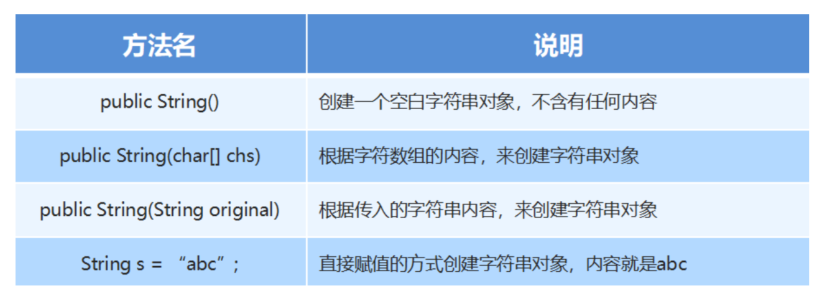 方法名 说明
public String() 创建一个空白字符串对象，不含有任何内容
public String(char[] chs) 根据字符数组的内容，来创建字符串对象
public String(String original) 根据传入的字符串内容，来创建字符串对象
String s = “abc”; 直接赋值的方式创建字符串对象，内容就是abc